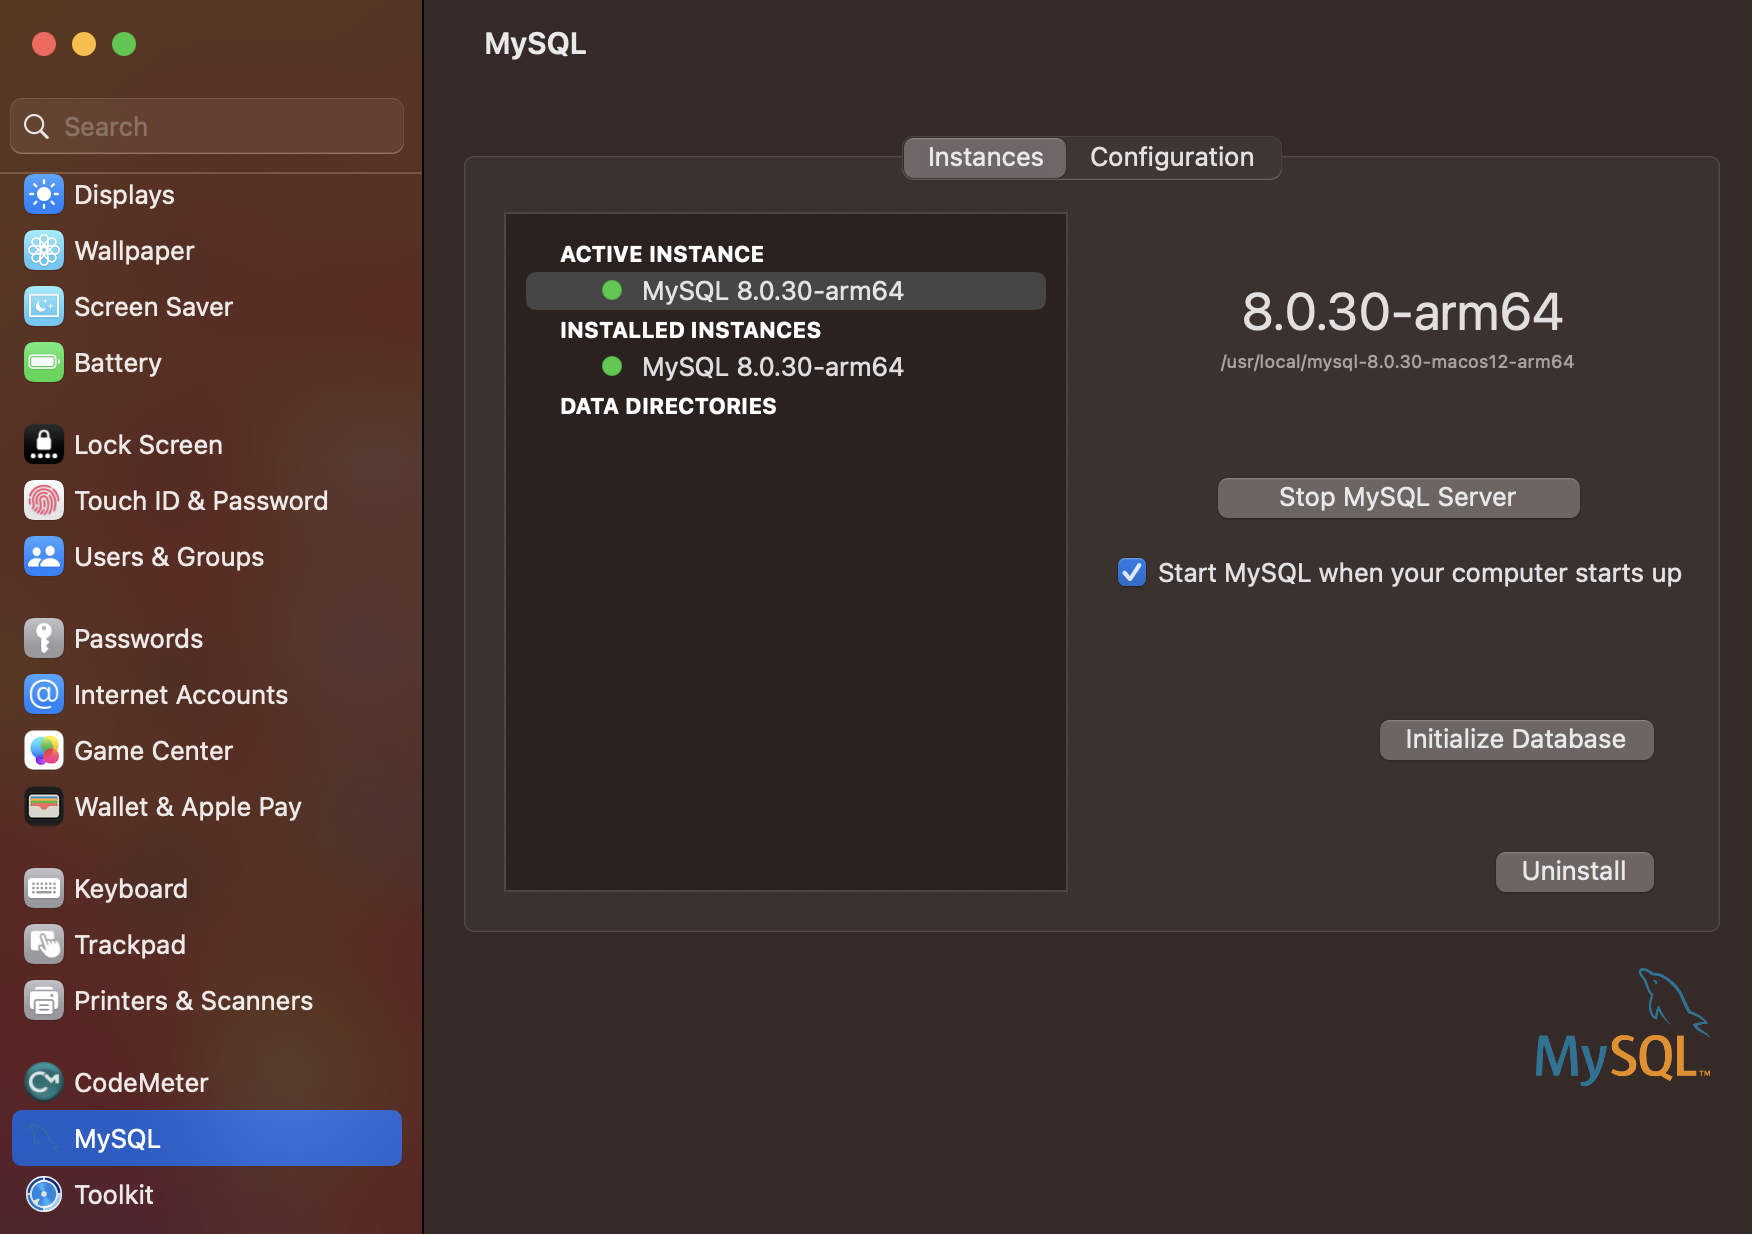 MySQL
Search
Displays
Wallpaper
Screen Saver
Battery
Lock Screen
Touch ID & Password
Users & Groups
Passwords
Internet Accounts
Game Center
Wallet & Apple Pay
Keyboard
Trackpad
Printers & Scanners
CodeMeter
MySQL
Toolkit
Instances
Configuration
ACTIVE INSTANCE
MySQL 8.0.30-arm64
INSTALLED INSTANCES
MySQL 8.0.30-arm64
DATA DIRECTORIES
8.0.30-arm64
/usr/local/mysql-8.0.30-macos12-arm64
Stop MySQL Server
Start MySQL when your computer starts up
Initialize Database
Uninstall
MySQL™